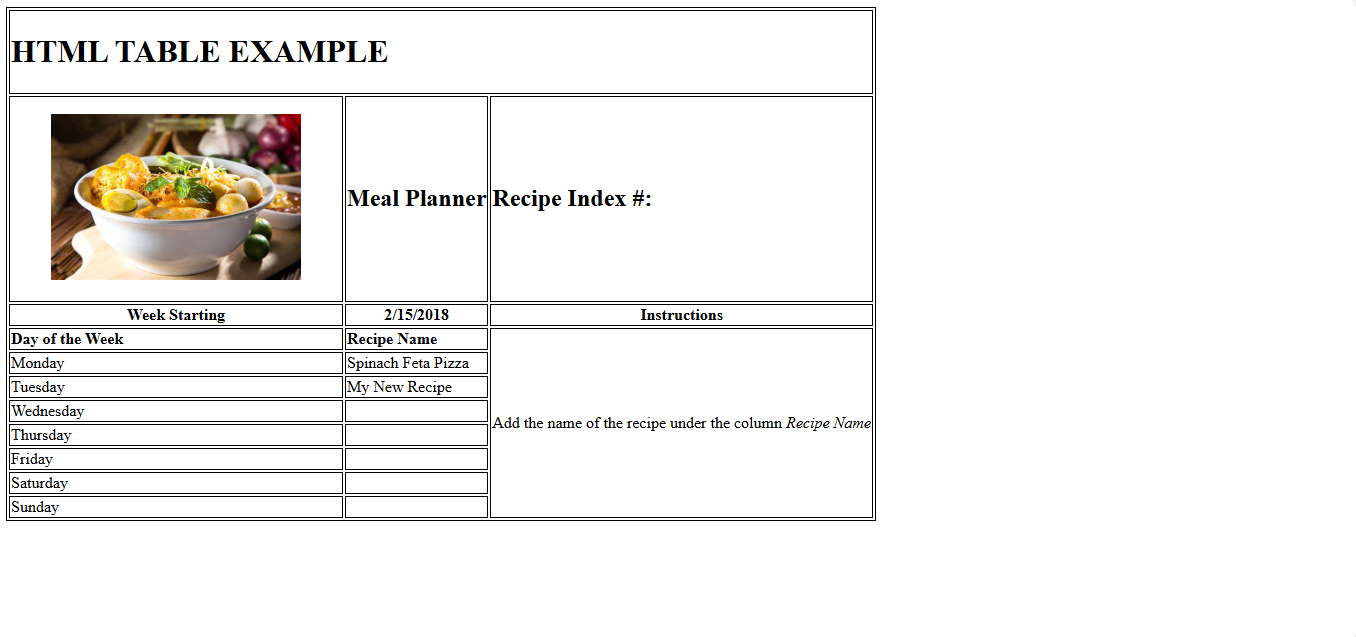 HTML TABLE EXAMPLE
Meal Planner Recipe Index #:
Week Starting 2/15/2018 Instructions
Day of the Week Recipe Name
Monday Spinach Feta Pizza
Tuesday My New Recipe
Wednesday
Add the name of the recipe under the column Recipe Name
Thursday
Friday
Saturday
Sunday